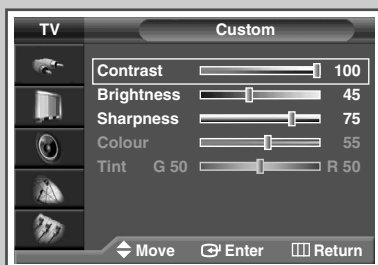 TV Custom
Contrast 100
Brightness 45
Sharpness 75
Colour 55
Tint G 50 R 50
Move Enter Return